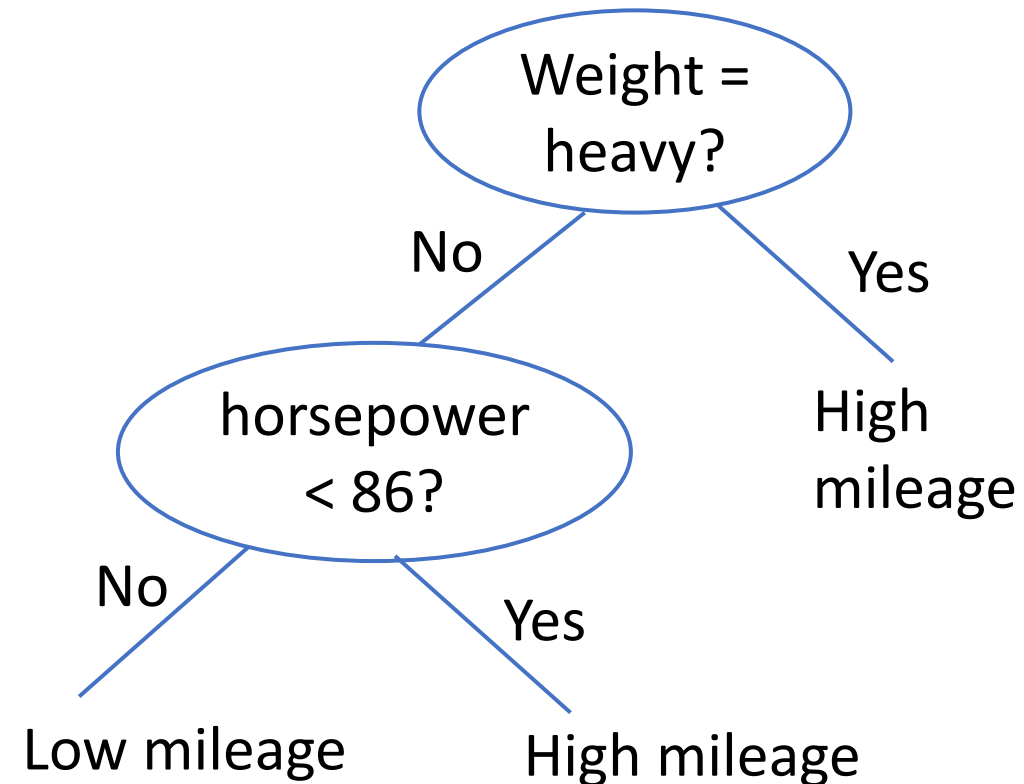 Weight =
heavy?
No
Yes
horsepower
< 86?
High
mileage
No
Yes
Low mileage
High mileage